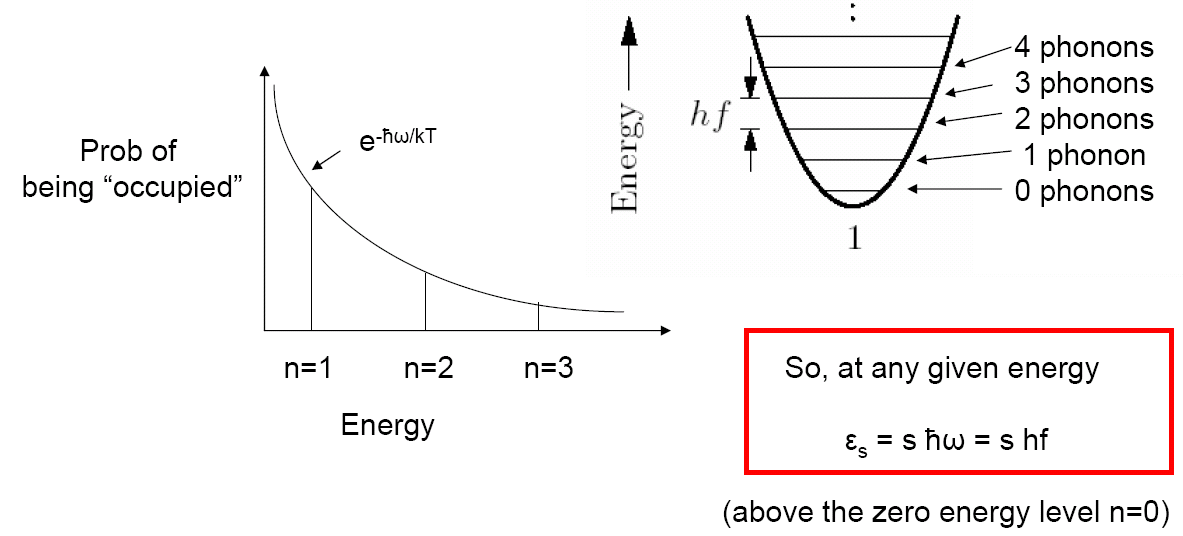 Prob of
being “occupied”
e-ħω/kT
n=1
n=2
n=3
Energy
Energy
hf
4 phonons
3 phonons
2 phonons
1 phonon
0 phonons
1
So, at any given energy
εs = s ħω = s hf
(above the zero energy level n=0)